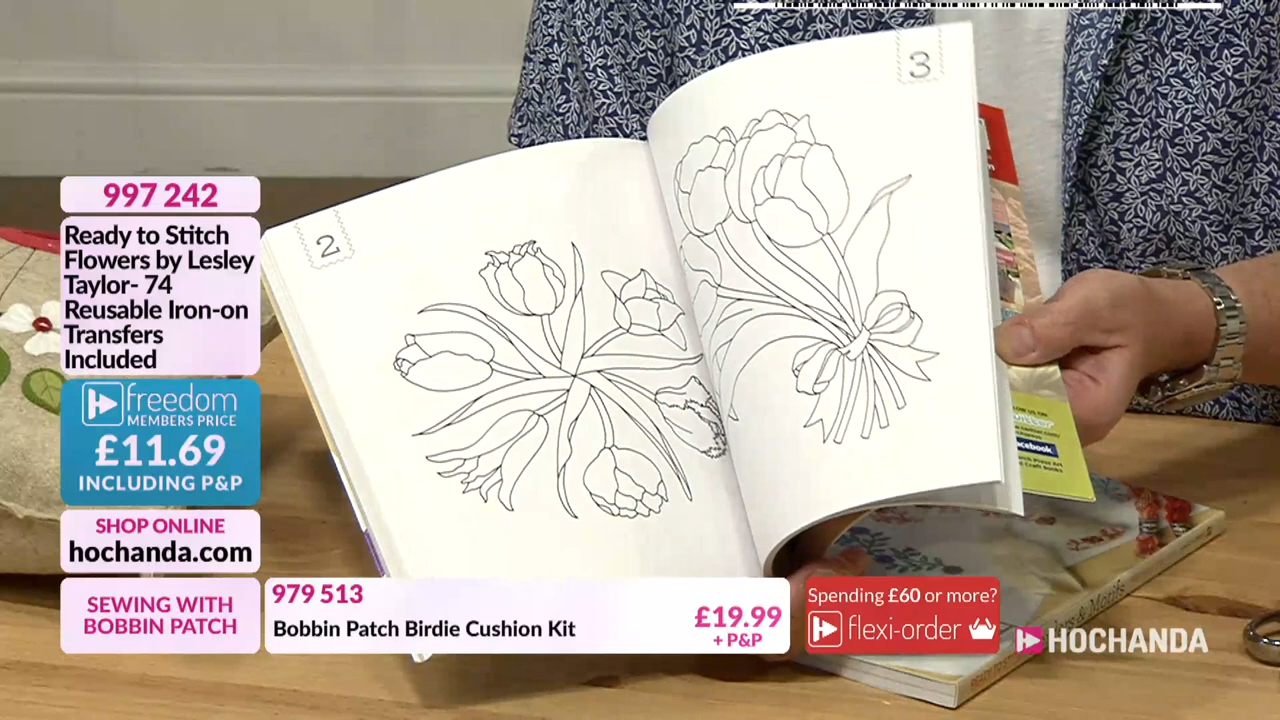 997 242
Ready to Stitch
Flowers by Lesley
Taylor- 74
Reusable Iron-on
Transfers
Included
freedom
MEMBERS PRICE
£11.69
INCLUDING P&P
SHOP ONLINE
hochanda.com
SEWING WITH
BOBBIN PATCH
979 513
Bobbin Patch Birdie Cushion Kit
£19.99
+ P&P
Spending £60 or more?
flexi-order
HOCHANDA
2
3
& Motifs